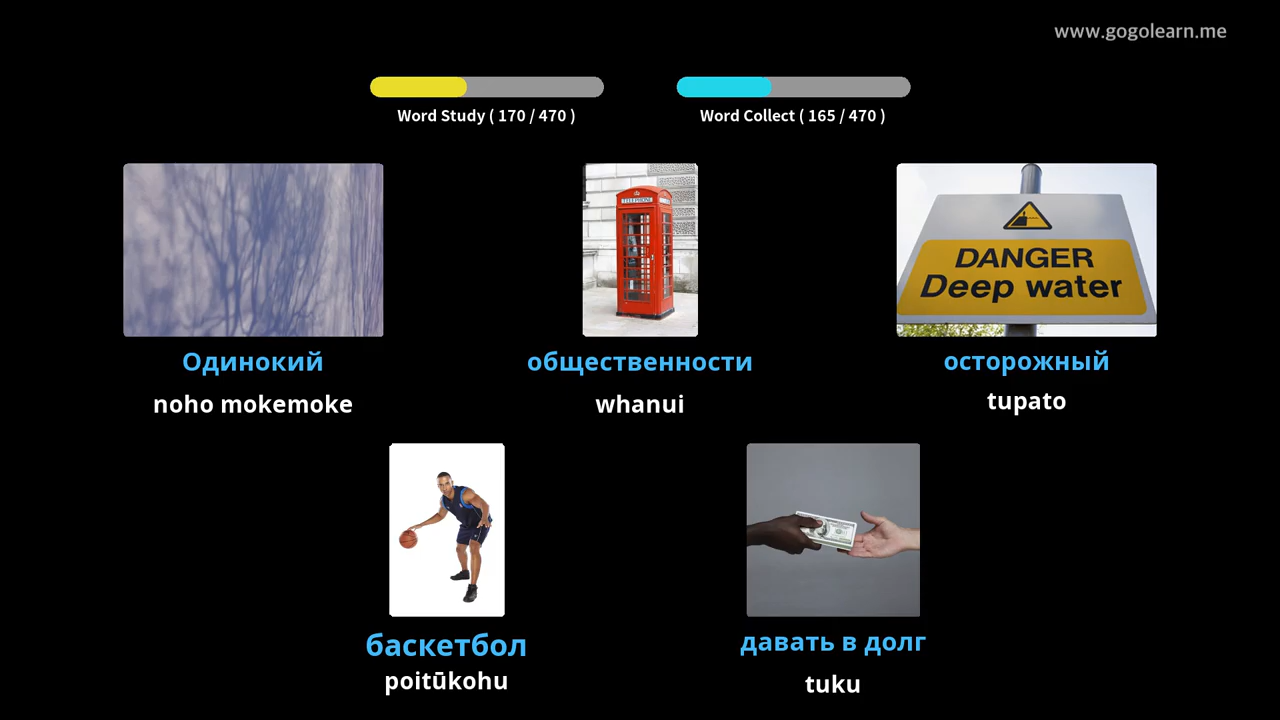 www.gogolearn.me
Word Study ( 170 / 470 )
Word Collect ( 165 / 470 )
TELEPHONE
DANGER
Deep water
Одинокий
общественности
осторожный
noho mokemoke
whanui
tupato
баскетбол
давать в долг
poitūkohu
tuku